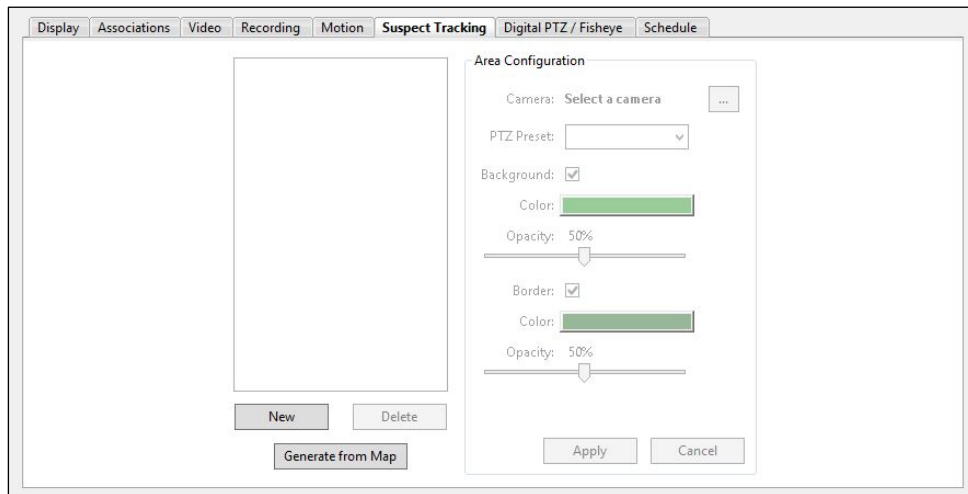 Display Associations Video Recording Motion Suspect Tracking Digital PTZ / Fisheye Schedule
Area Configuration
Camera: Select a camera ...
PTZ Preset:
Background:
Color:
Opacity: 50%
Border:
Color:
Opacity: 50%
New Delete
Generate from Map
Apply Cancel